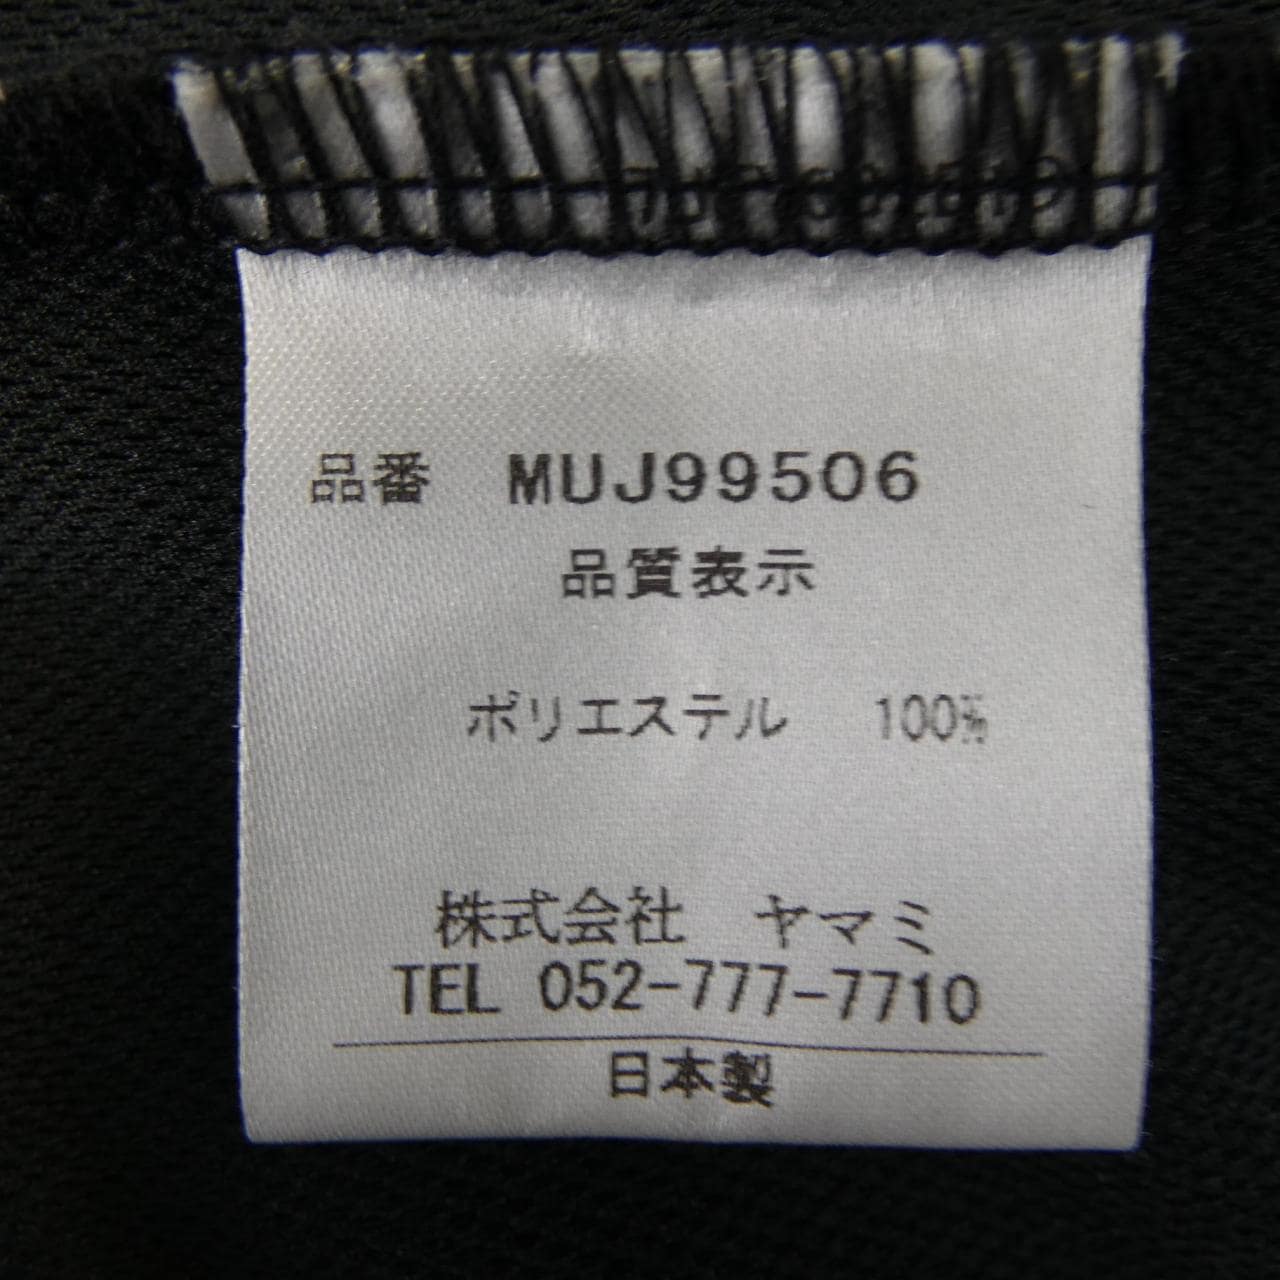 品番 MUJ99506
品質表示
ポリエステル 100%
株式会社 ヤマミ
TEL 052-777-7710
日本製